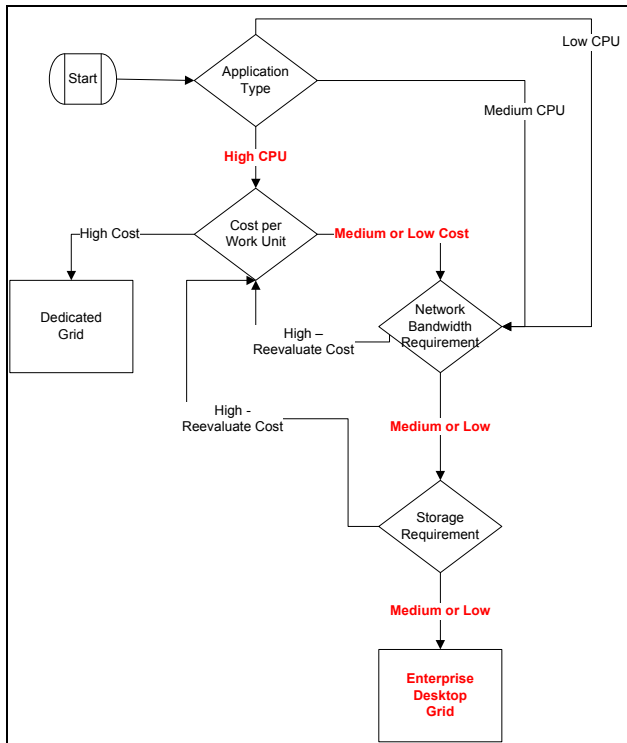 Low CPU
Start
Application
Type
Medium CPU
High CPU
High Cost
Cost per
Work Unit
Medium or Low Cost
Dedicated
Grid
Network
Bandwidth
Requirement
High –
Reevaluate Cost
High -
Reevaluate Cost
Medium or Low
Storage
Requirement
Medium or Low
Enterprise
Desktop
Grid